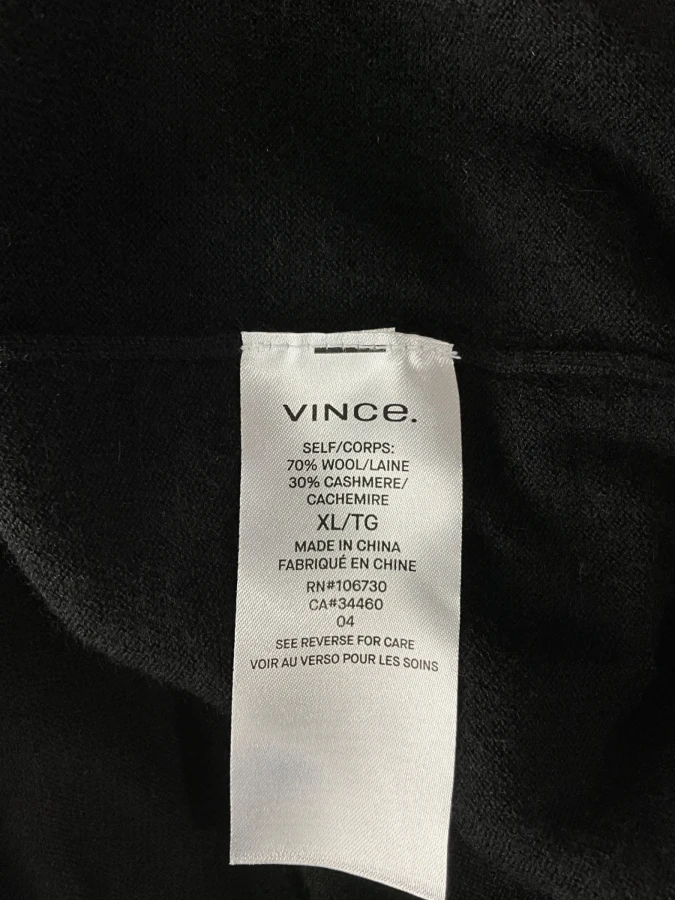 VINCE.
SELF/CORPS:
70% WOOL/LAINE
30% CASHMERE/
CACHEMIRE
XL/TG
MADE IN CHINA
FABRIQUÉ EN CHINE
RN#106730
CA#34460
04
SEE REVERSE FOR CARE
VOIR AU VERSO POUR LES SOINS